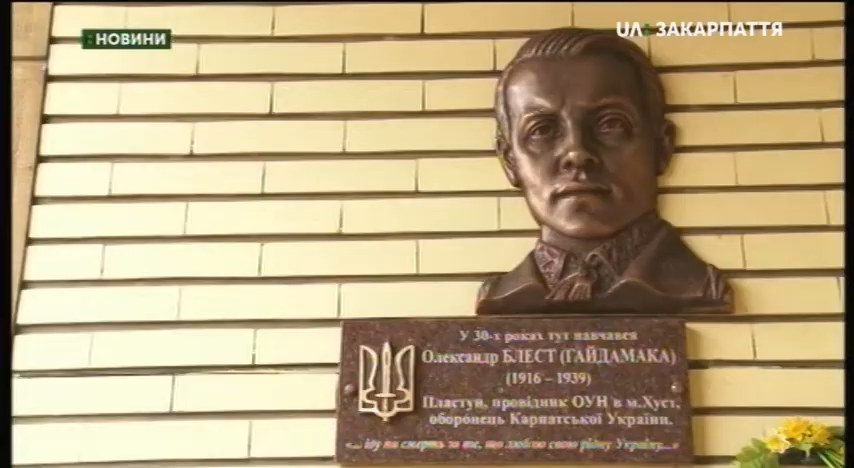 :НОВИНИ
UA: ЗАКАРПАТТЯ
У 30-х роках тут навчався
Олександр БЛЕСТ (ГАЙДАМАКА)
(1916 – 1939)
Пластун, провідник ОУН в м.Хуст,
оборонець Карпатської України.
«... іду на смерть за те, що люблю свою рідну Україну...»